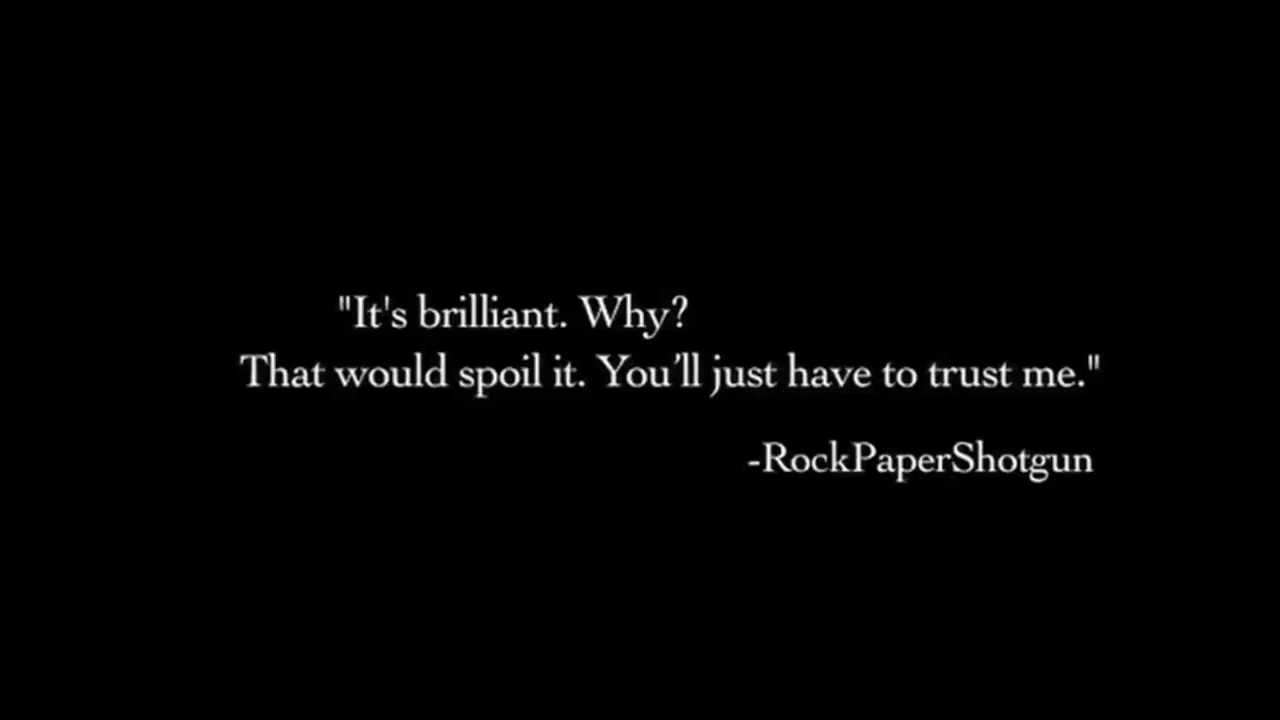 "It's brilliant. Why?
That would spoil it. You’ll just have to trust me."
-RockPaperShotgun